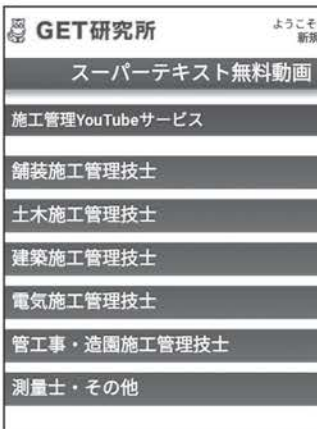 GET研究所
ようこそ
新規
スーパーテキスト無料動画
施工管理YouTubeサービス
舗装施工管理技士
土木施工管理技士
建築施工管理技士
電気施工管理技士
管工事・造園施工管理技士
測量士・その他